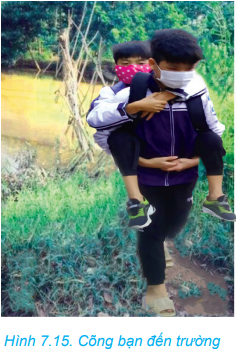 Hình 7.15. Cõng bạn đến trường